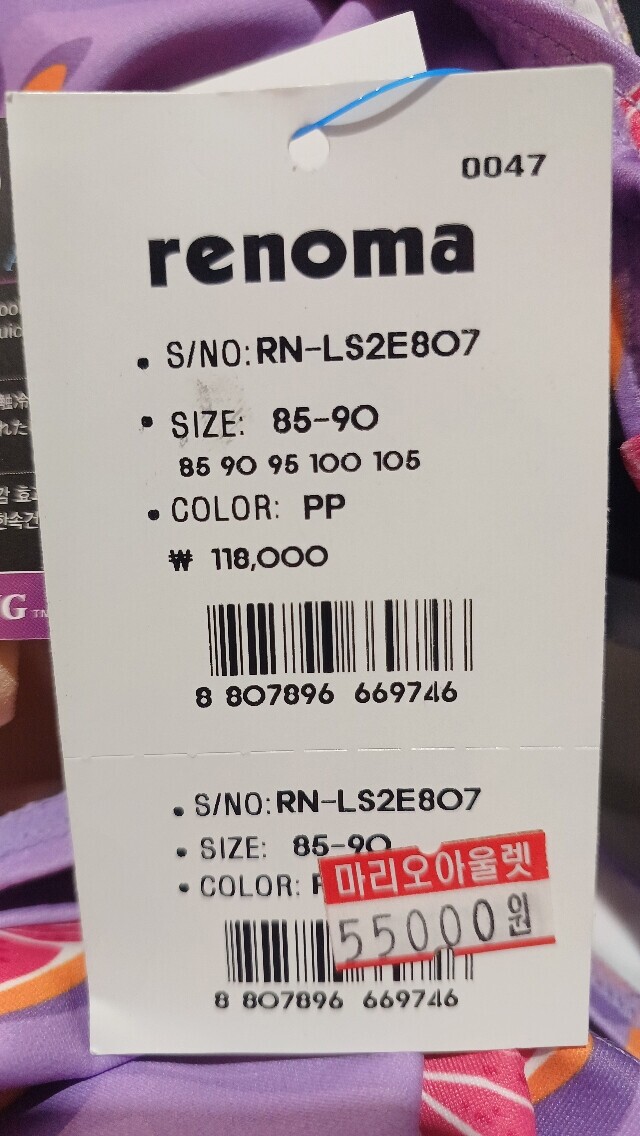 0047
renoma
• S/NO: RN-LS2E807
• SIZE: 85-90
85 90 95 100 105
• COLOR: PP
₩ 118,000
8 807896 669746
• S/NO: RN-LS2E807
• SIZE: 85-90
• COLOR:
마리오아울렛
55000원
8 807896 669746